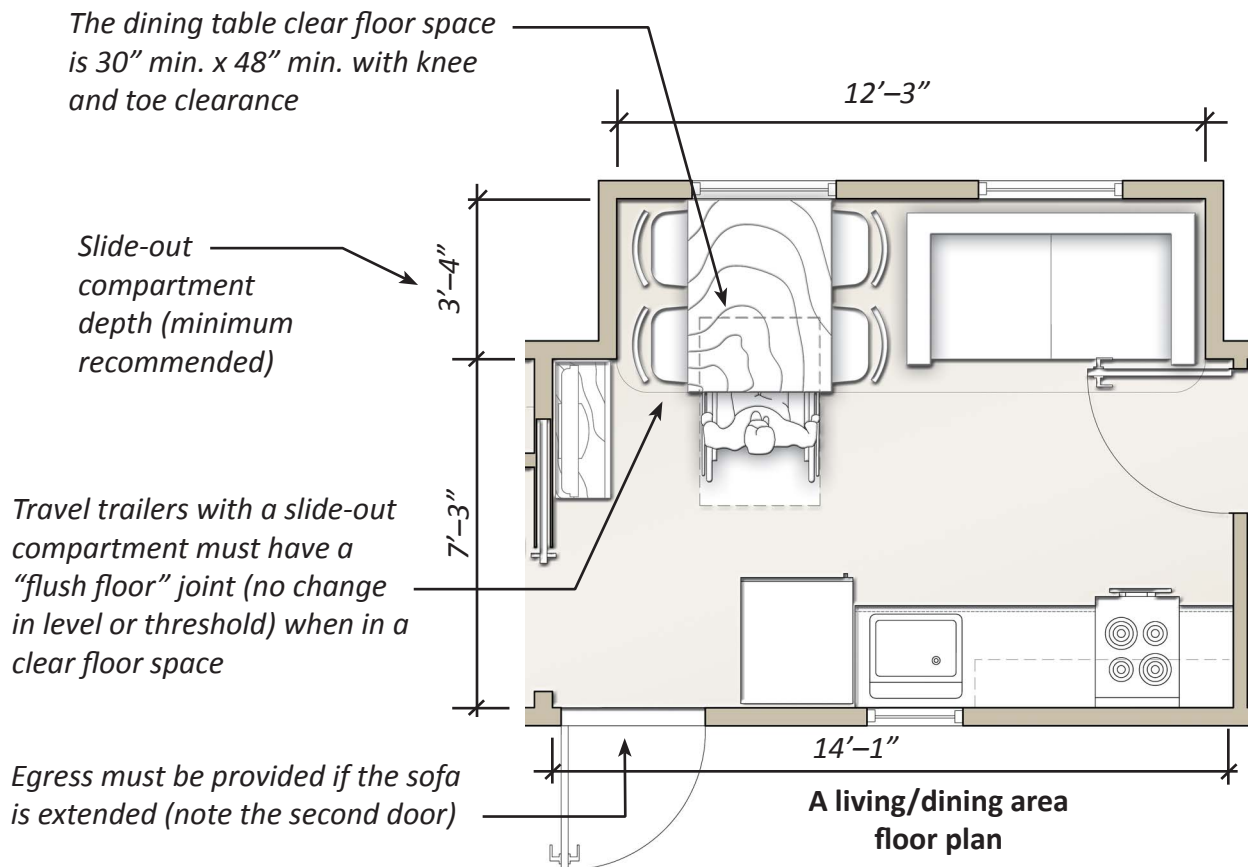 The dining table clear floor space
is 30” min. x 48” min. with knee
and toe clearance
12’–3”
Slide-out
compartment
depth (minimum
recommended)
3’–4”
7’–3”
Travel trailers with a slide-out
compartment must have a
“flush floor” joint (no change
in level or threshold) when in a
clear floor space
14’–1”
Egress must be provided if the sofa
is extended (note the second door)
A living/dining area
floor plan